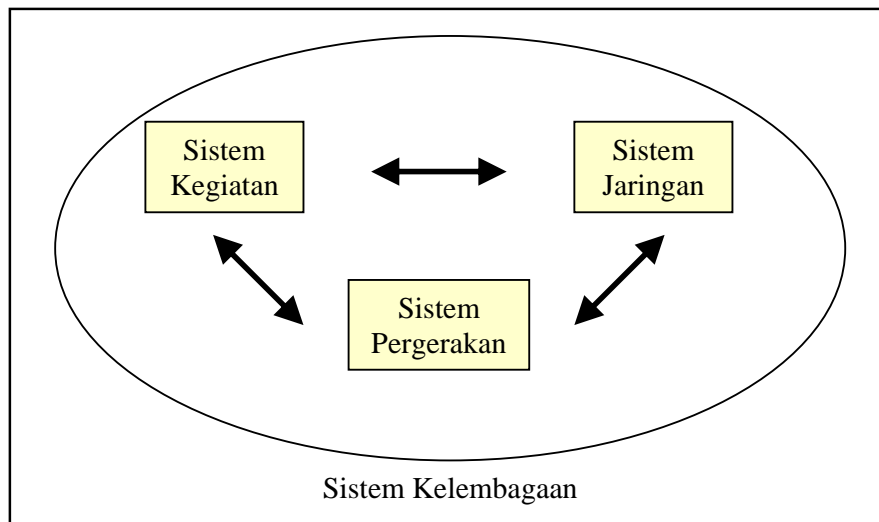 Sistem
Kegiatan
Sistem
Jaringan
Sistem
Pergerakan
Sistem Kelembagaan